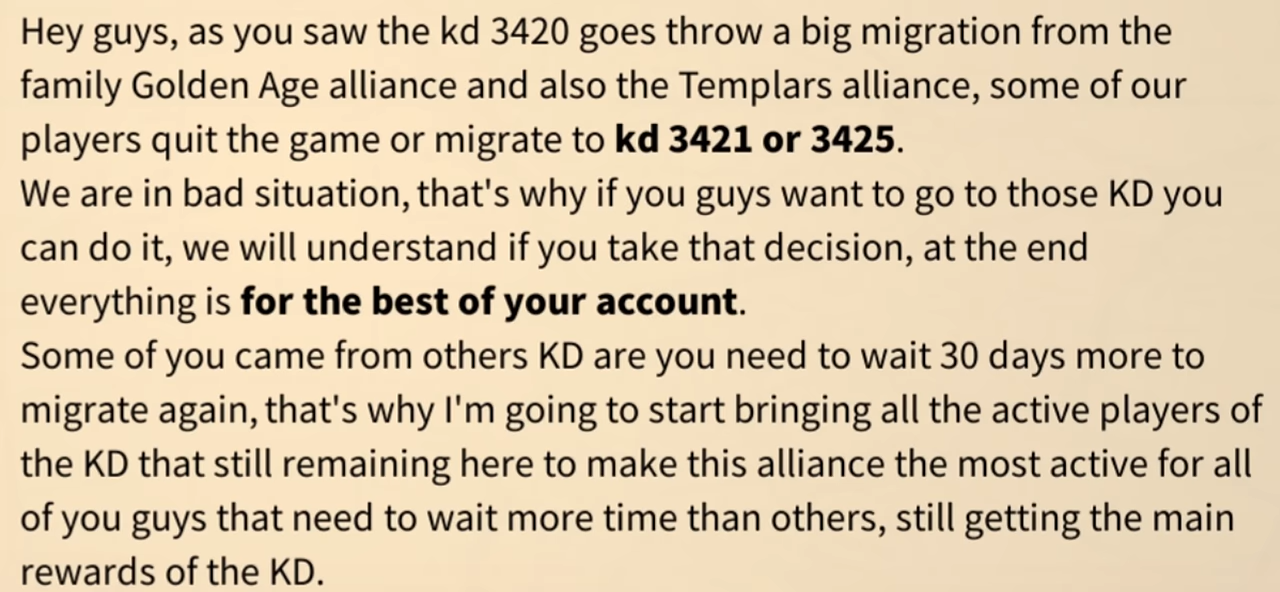 Hey guys, as you saw the kd 3420 goes throw a big migration from the
family Golden Age alliance and also the Templars alliance, some of our
players quit the game or migrate to kd 3421 or 3425.
We are in bad situation, that's why if you guys want to go to those KD you
can do it, we will understand if you take that decision, at the end
everything is for the best of your account.
Some of you came from others KD are you need to wait 30 days more to
migrate again, that's why I'm going to start bringing all the active players of
the KD that still remaining here to make this alliance the most active for all
of you guys that need to wait more time than others, still getting the main
rewards of the KD.